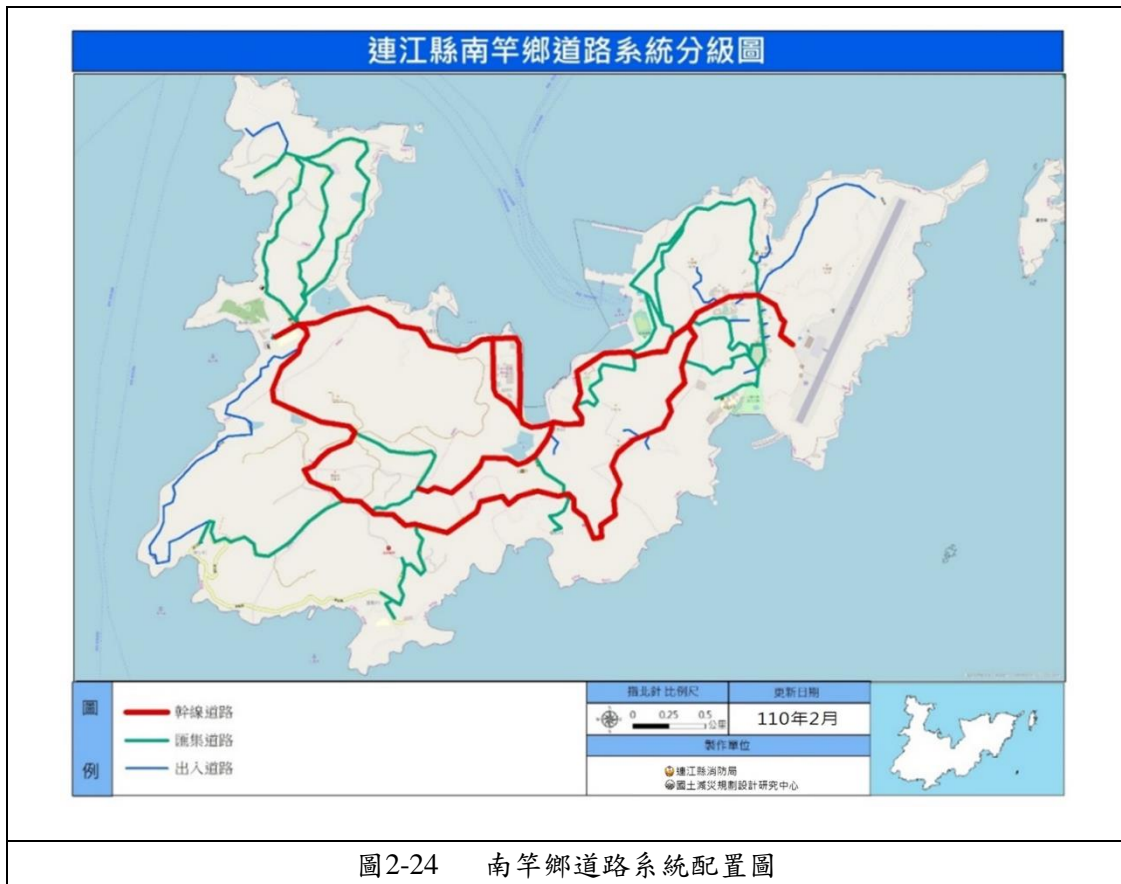 連江縣南竿鄉道路系統分級圖
圖例
幹線道路
匯集道路
出入道路
指北針 比例尺
更新日期
0 0.25 0.5
公里
110年2月
製作單位
連江縣消防局
國土減災規劃設計研究中心
圖2-24 南竿鄉道路系統配置圖